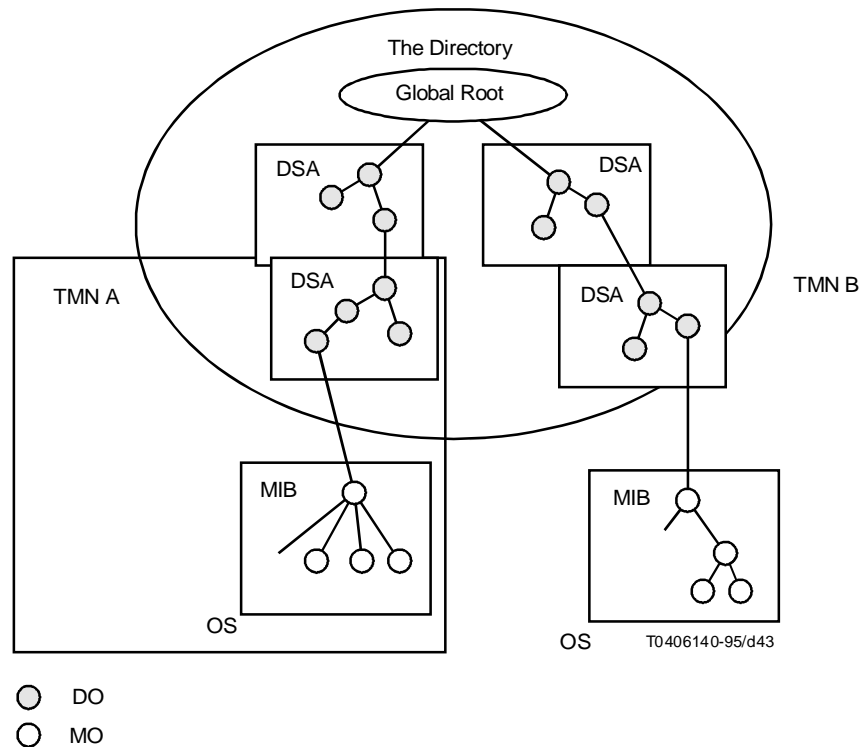 The Directory
Global Root
DSA
DSA
DSA
DSA
TMN A
TMN B
MIB
MIB
OS
OS
T0406140-95/d43
DO
MO